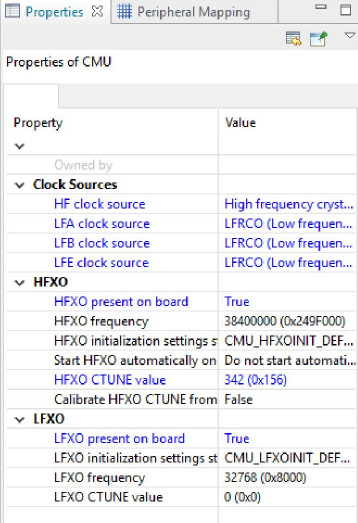 Properties Peripheral Mapping
Properties of CMU
Property Value
Owned by
Clock Sources
HF clock source High frequency cryst...
LFA clock source LFRCO (Low frequen...
LFB clock source LFRCO (Low frequen...
LFE clock source LFRCO (Low frequen...
HFXO
HFXO present on board True
HFXO frequency 38400000 (0x249F000)
HFXO initialization settings st CMU_HFXOINIT_DEF...
Start HFXO automatically on Do not start automati...
HFXO CTUNE value 342 (0x156)
Calibrate HFXO CTUNE from False
LFXO
LFXO present on board True
LFXO initialization settings st CMU_LFXOINIT_DEF...
LFXO frequency 32768 (0x8000)
LFXO CTUNE value 0 (0x0)